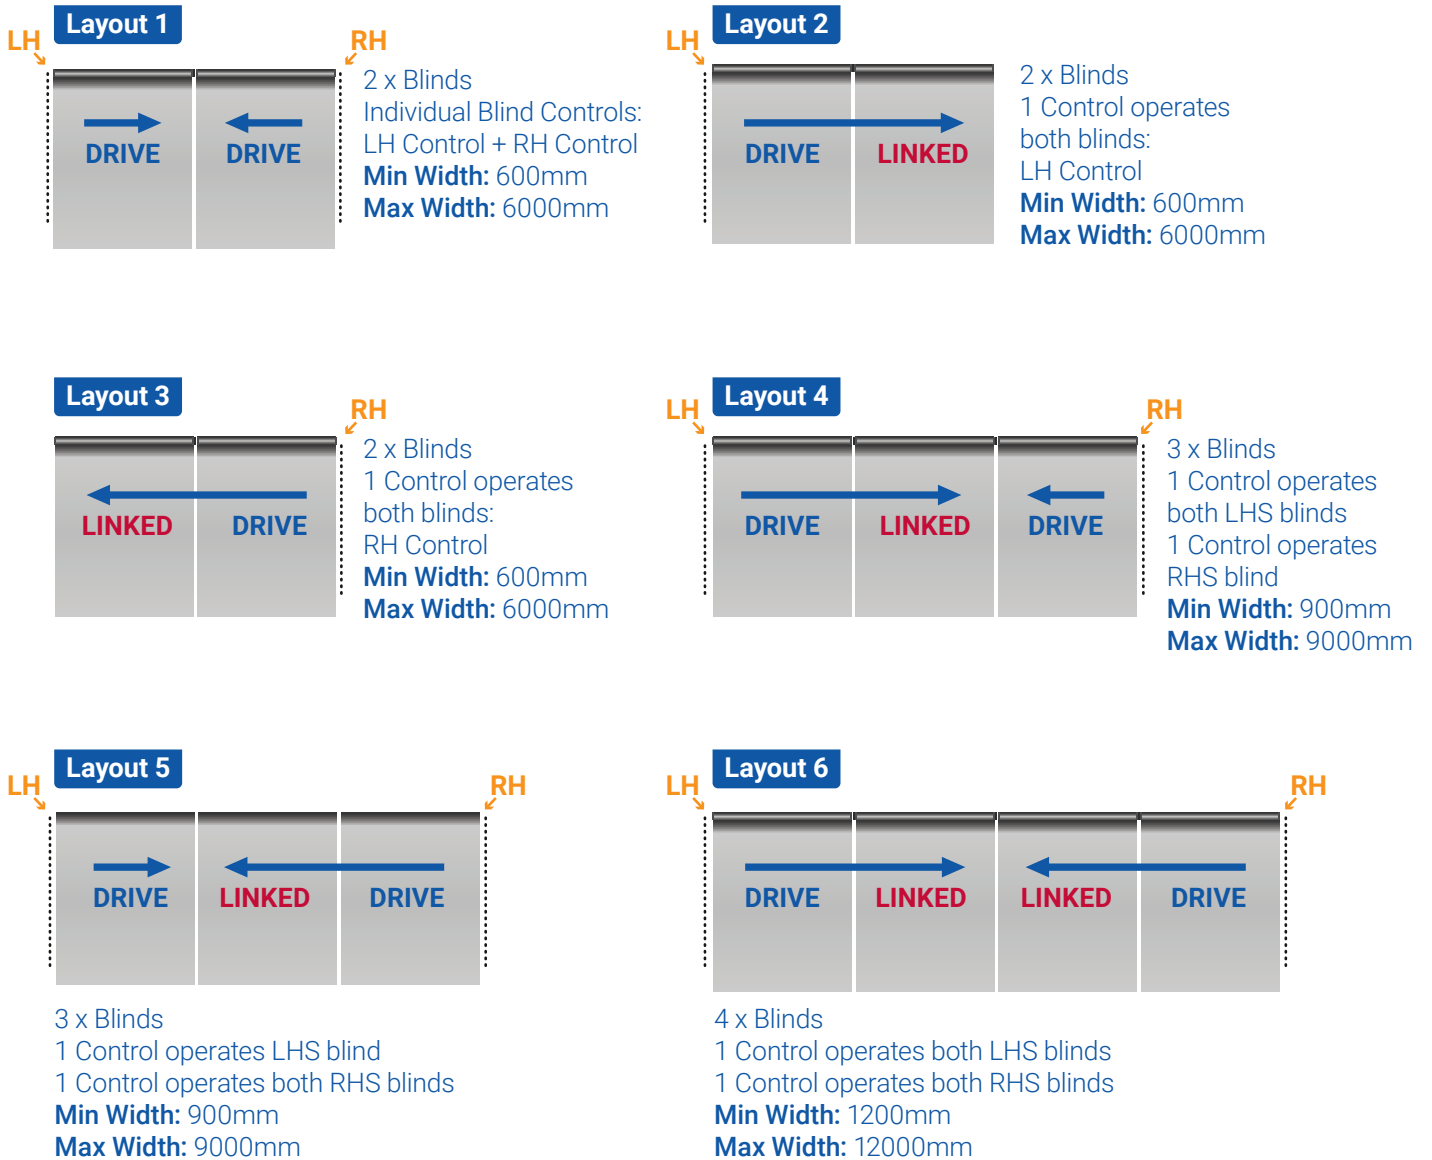 Layout 1
LH
RH
DRIVE
DRIVE
2 x Blinds
Individual Blind Controls:
LH Control + RH Control
Min Width: 600mm
Max Width: 6000mm
Layout 2
LH
DRIVE
LINKED
2 x Blinds
1 Control operates
both blinds:
LH Control
Min Width: 600mm
Max Width: 6000mm
Layout 3
RH
LINKED
DRIVE
2 x Blinds
1 Control operates
both blinds:
RH Control
Min Width: 600mm
Max Width: 6000mm
Layout 4
LH
RH
DRIVE
LINKED
DRIVE
3 x Blinds
1 Control operates
both LHS blinds
1 Control operates
RHS blind
Min Width: 900mm
Max Width: 9000mm
Layout 5
LH
RH
DRIVE
LINKED
DRIVE
3 x Blinds
1 Control operates LHS blind
1 Control operates both RHS blinds
Min Width: 900mm
Max Width: 9000mm
Layout 6
LH
RH
DRIVE
LINKED
LINKED
DRIVE
4 x Blinds
1 Control operates both LHS blinds
1 Control operates both RHS blinds
Min Width: 1200mm
Max Width: 12000mm